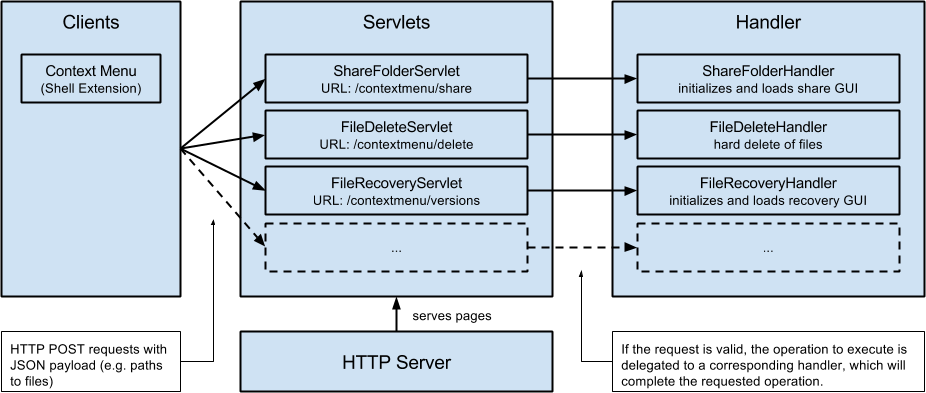 Clients
Servlets
Handler
Context Menu
(Shell Extension)
ShareFolderServlet
URL: /contextmenu/share
ShareFolderHandler
initializes and loads share GUI
FileDeleteServlet
URL: /contextmenu/delete
FileDeleteHandler
hard delete of files
FileRecoveryServlet
URL: /contextmenu/versions
FileRecoveryHandler
initializes and loads recovery GUI
...
...
serves pages
HTTP Server
HTTP POST requests with
JSON payload (e.g. paths
to files)
If the request is valid, the operation to execute is
delegated to a corresponding handler, which will
complete the requested operation.